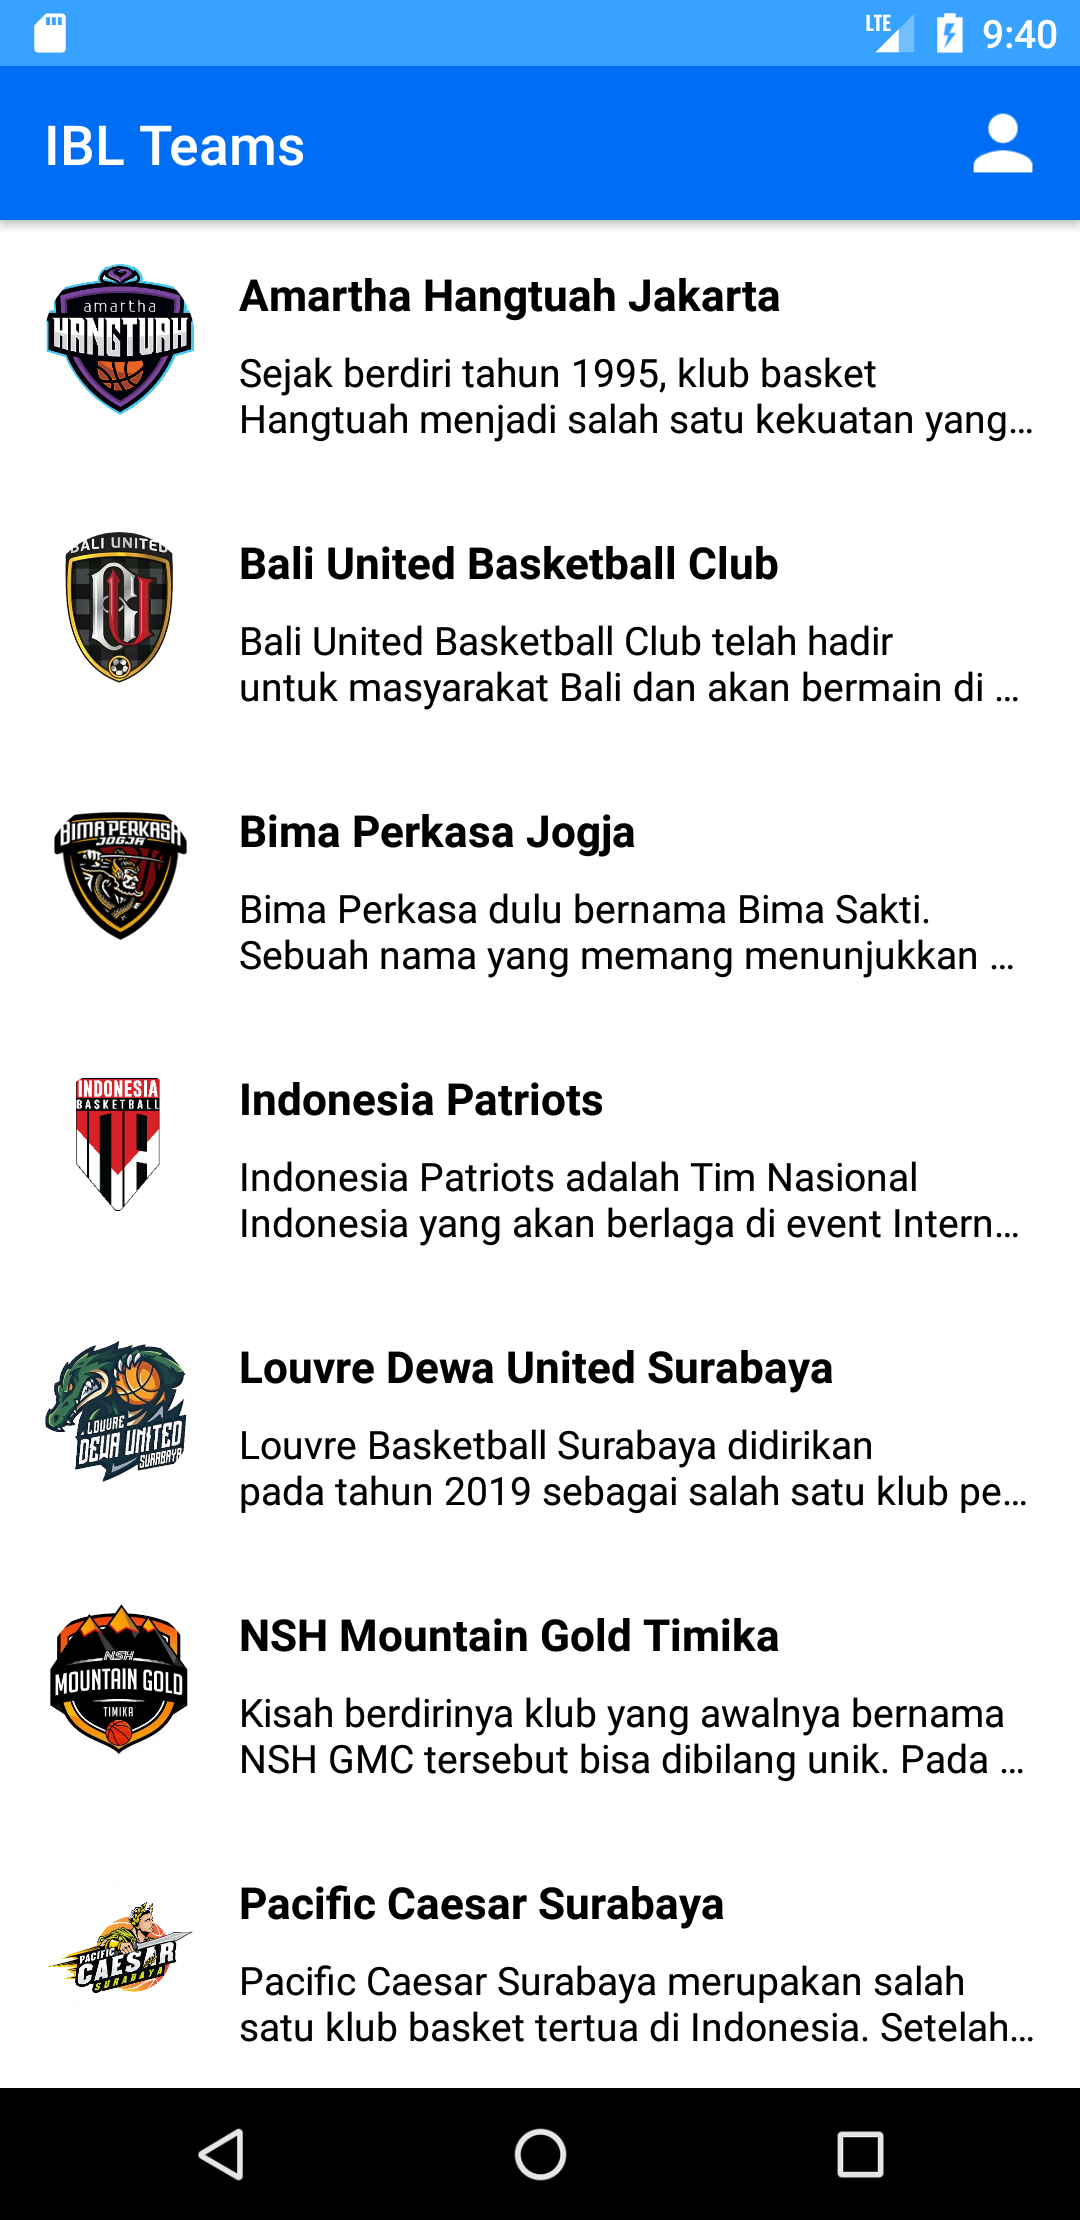 LTE 9:40
IBL Teams
amartha
HANGTUAH
Amartha Hangtuah Jakarta
Sejak berdiri tahun 1995, klub basket
Hangtuah menjadi salah satu kekuatan yang...
BALI UNITED
Bali United Basketball Club
Bali United Basketball Club telah hadir
untuk masyarakat Bali dan akan bermain di ...
BIMA PERKASA
JOGJA
Bima Perkasa Jogja
Bima Perkasa dulu bernama Bima Sakti.
Sebuah nama yang memang menunjukkan ...
INDONESIA
BASKETBALL
Indonesia Patriots
Indonesia Patriots adalah Tim Nasional
Indonesia yang akan berlaga di event Intern...
LOUVRE
DEWA UNITED
SURABAYA
Louvre Dewa United Surabaya
Louvre Basketball Surabaya didirikan
pada tahun 2019 sebagai salah satu klub pe...
NSH
MOUNTAIN GOLD
TIMIKA
NSH Mountain Gold Timika
Kisah berdirinya klub yang awalnya bernama
NSH GMC tersebut bisa dibilang unik. Pada ...
PACIFIC
CAESAR
SURABAYA
Pacific Caesar Surabaya
Pacific Caesar Surabaya merupakan salah
satu klub basket tertua di Indonesia. Setelah...